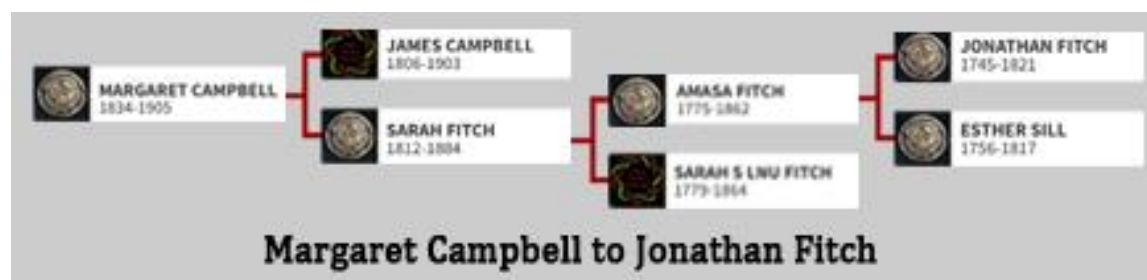 MARGARET CAMPBELL
1834-1905
JAMES CAMPBELL
1806-1903
SARAH FITCH
1812-1884
AMASA FITCH
1775-1862
SARAH S LNU FITCH
1779-1864
JONATHAN FITCH
1745-1821
ESTHER SILL
1756-1817
Margaret Campbell to Jonathan Fitch